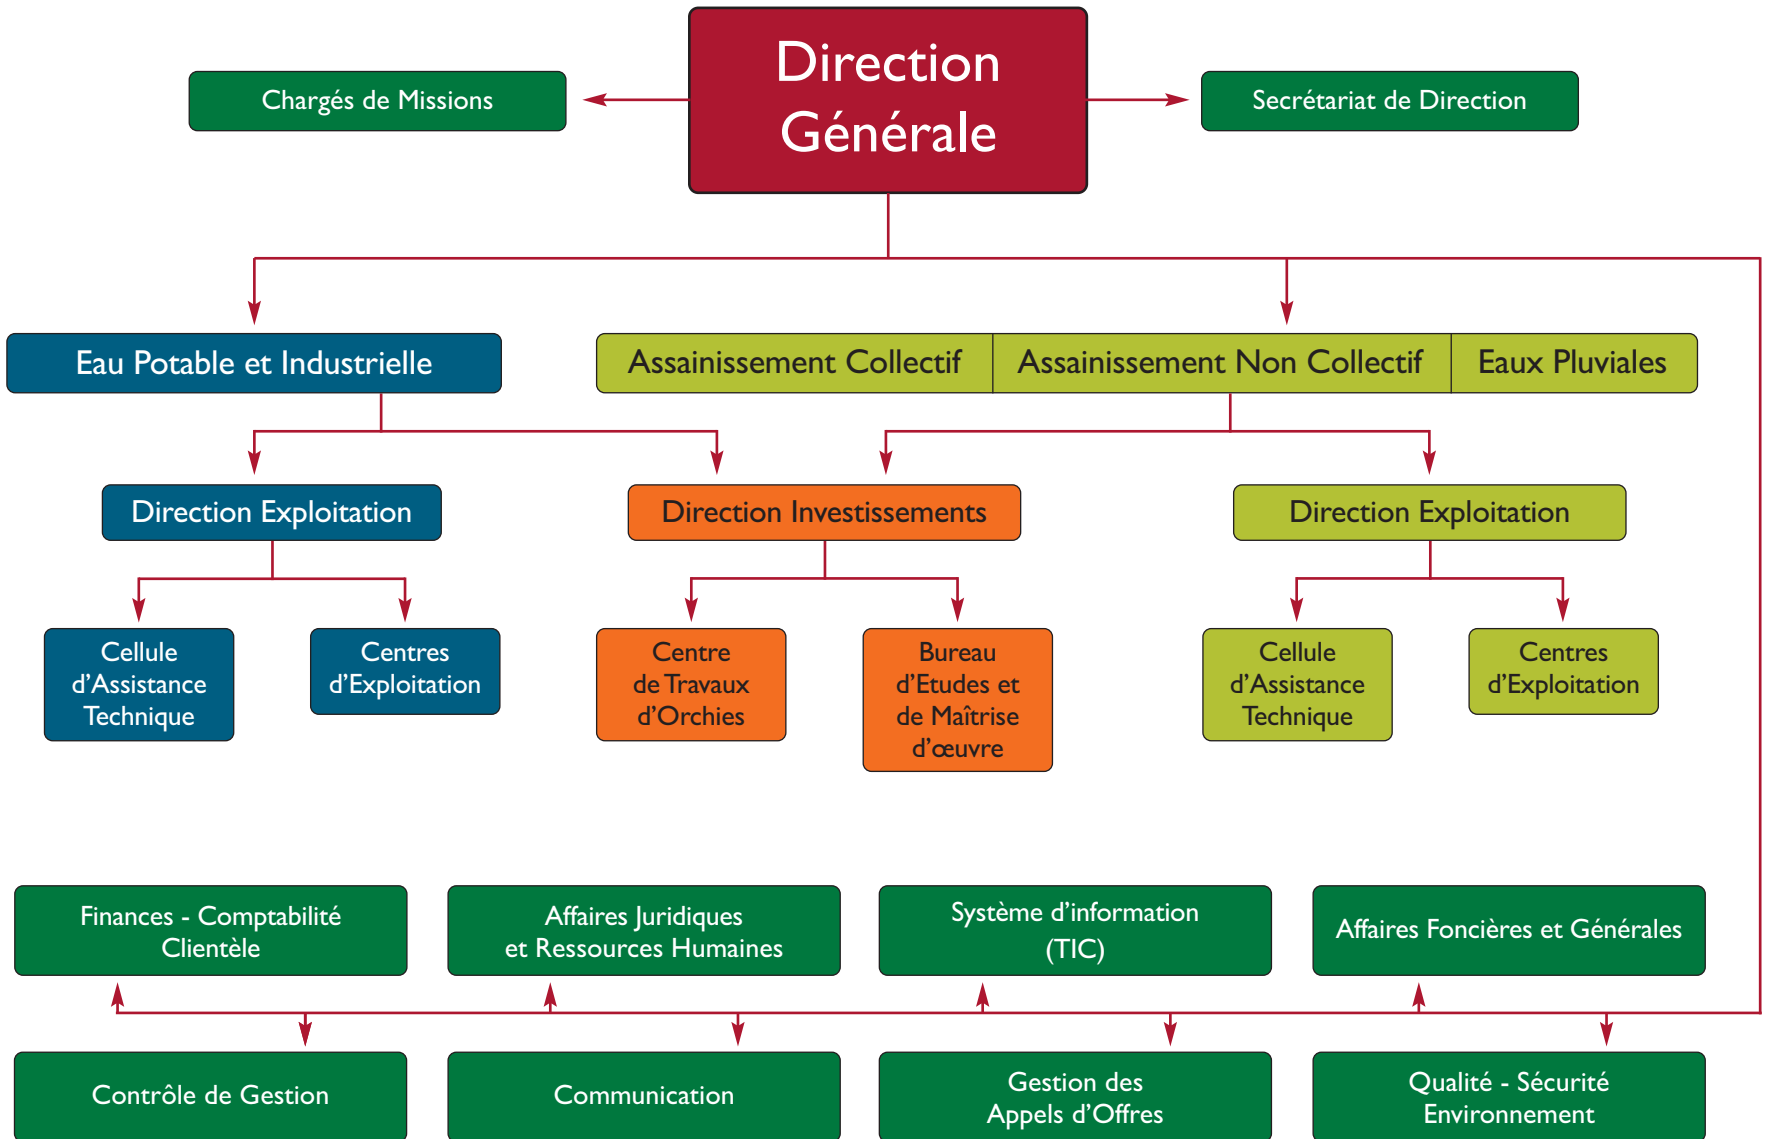 Direction
Générale
Chargés de Missions
Secrétariat de Direction
Eau Potable et Industrielle
Assainissement Collectif
Assainissement Non Collectif
Eaux Pluviales
Direction Exploitation
Direction Investissements
Direction Exploitation
Cellule
d’Assistance
Technique
Centres
d’Exploitation
Centre
de Travaux
d’Orchies
Bureau
d’Etudes et
de Maîtrise
d’œuvre
Cellule
d’Assistance
Technique
Centres
d’Exploitation
Finances - Comptabilité
Clientèle
Affaires Juridiques
et Ressources Humaines
Système d’information
(TIC)
Affaires Foncières et Générales
Contrôle de Gestion
Communication
Gestion des
Appels d’Offres
Qualité - Sécurité
Environnement